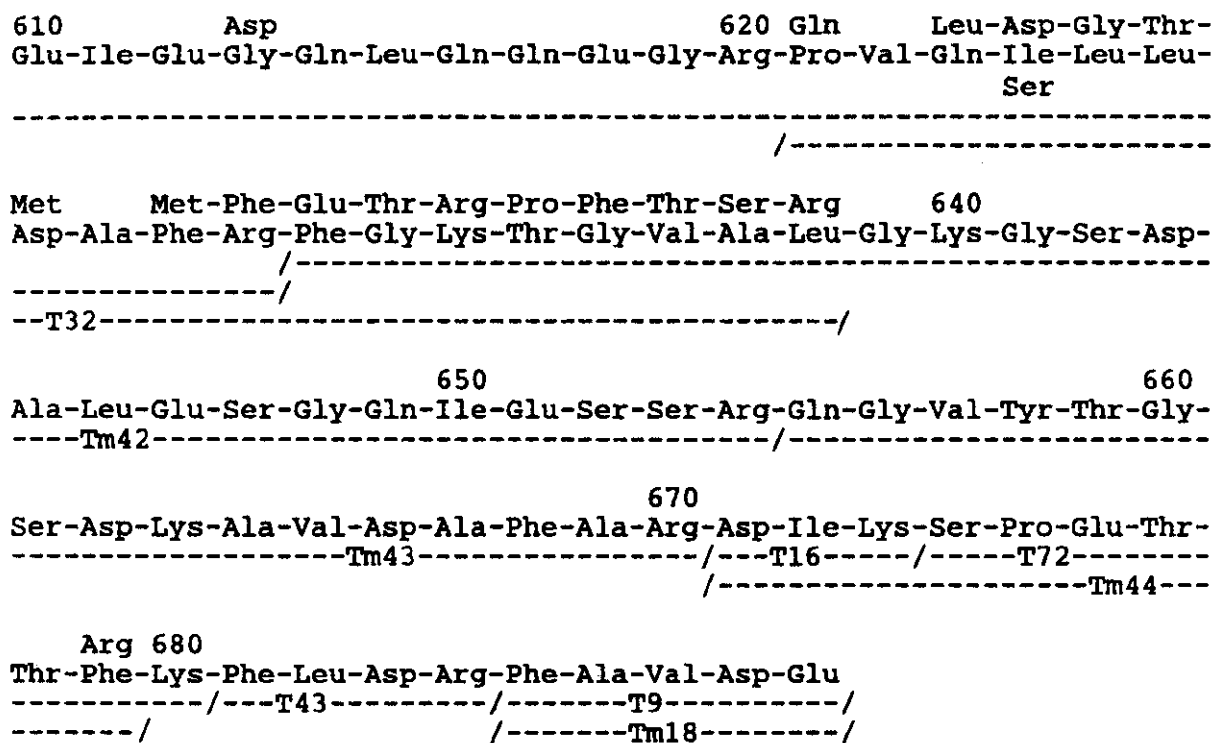 610 Asp 620 Gln Leu-Asp-Gly-Thr-
Glu-Ile-Glu-Gly-Gln-Leu-Gln-Gln-Glu-Gly-Arg-Pro-Val-Gln-Ile-Leu-Leu-
Ser
----------------------------------------------------------------------------------
/-----------------------------
Met Met-Phe-Glu-Thr-Arg-Pro-Phe-Thr-Ser-Arg 640
Asp-Ala-Phe-Arg-Phe-Gly-Lys-Thr-Gly-Val-Ala-Leu-Gly-Lys-Gly-Ser-Asp-
/---------------------------------------------------------------
------------------/
--T32---------------------------------------------------/
650 660
Ala-Leu-Glu-Ser-Gly-Gln-Ile-Glu-Ser-Ser-Arg-Gln-Gly-Val-Tyr-Thr-Gly-
----Tm42-------------------------------------------/-----------------------------
670
Ser-Asp-Lys-Ala-Val-Asp-Ala-Phe-Ala-Arg-Asp-Ile-Lys-Ser-Pro-Glu-Thr-
-----------------------Tm43-------------------/---T16------/-----T72---------
/--------------------------Tm44---
Arg 680
Thr-Phe-Lys-Phe-Leu-Asp-Arg-Phe-Ala-Val-Asp-Glu
-------------/---T43---------/--------T9-----------/
-------/ /-------Tm18--------/